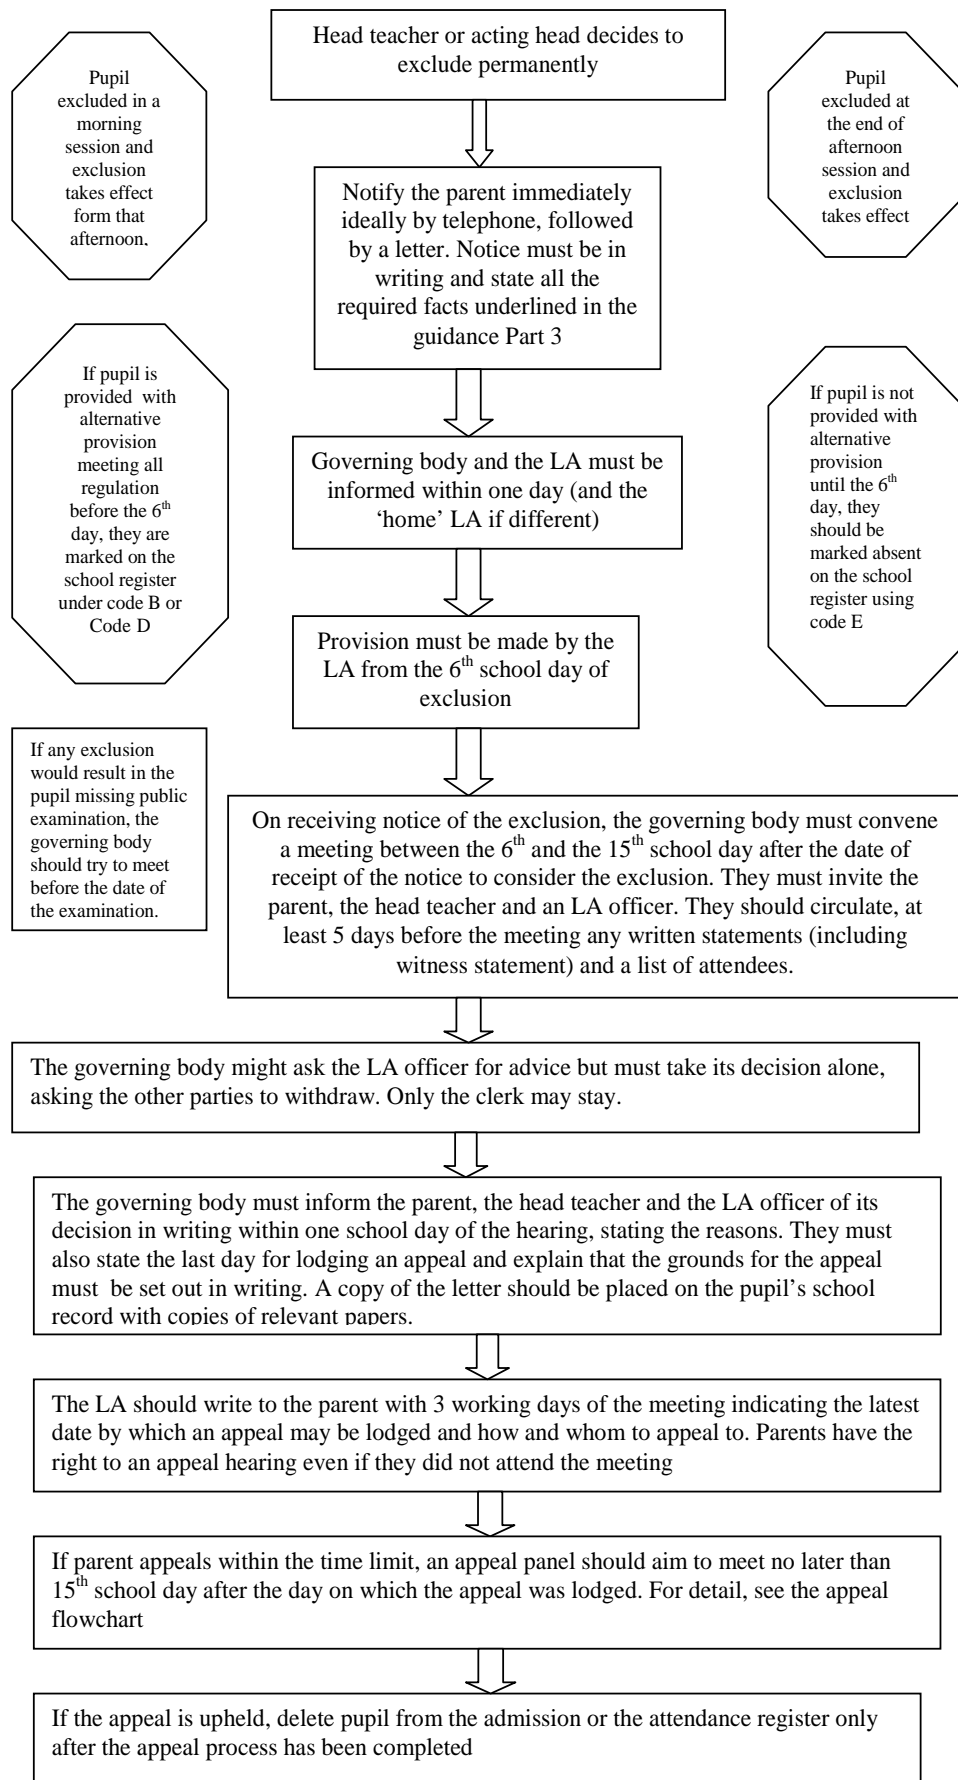 Head teacher or acting head decides to
exclude permanently
Pupil
excluded in a
morning
session and
exclusion
takes effect
form that
afternoon,
Pupil
excluded at
the end of
afternoon
session and
exclusion
takes effect
Notify the parent immediately
ideally by telephone, followed
by a letter. Notice must be in
writing and state all the
required facts underlined in the
guidance Part 3
If pupil is
provided with
alternative
provision
meeting all
regulation
before the 6th
day, they are
marked on the
school register
under code B or
Code D
If pupil is not
provided with
alternative
provision
until the 6th
day, they
should be
marked absent
on the school
register using
code E
Governing body and the LA must be
informed within one day (and the
‘home’ LA if different)
Provision must be made by the
LA from the 6th school day of
exclusion
If any exclusion
would result in the
pupil missing public
examination, the
governing body
should try to meet
before the date of
the examination.
On receiving notice of the exclusion, the governing body must convene
a meeting between the 6th and the 15th school day after the date of
receipt of the notice to consider the exclusion. They must invite the
parent, the head teacher and an LA officer. They should circulate, at
least 5 days before the meeting any written statements (including
witness statement) and a list of attendees.
The governing body might ask the LA officer for advice but must take its decision alone,
asking the other parties to withdraw. Only the clerk may stay.
The governing body must inform the parent, the head teacher and the LA officer of its
decision in writing within one school day of the hearing, stating the reasons. They must
also state the last day for lodging an appeal and explain that the grounds for the appeal
must be set out in writing. A copy of the letter should be placed on the pupil’s school
record with copies of relevant papers.
The LA should write to the parent with 3 working days of the meeting indicating the latest
date by which an appeal may be lodged and how and whom to appeal to. Parents have the
right to an appeal hearing even if they did not attend the meeting
If parent appeals within the time limit, an appeal panel should aim to meet no later than
15th school day after the day on which the appeal was lodged. For detail, see the appeal
flowchart
If the appeal is upheld, delete pupil from the admission or the attendance register only
after the appeal process has been completed